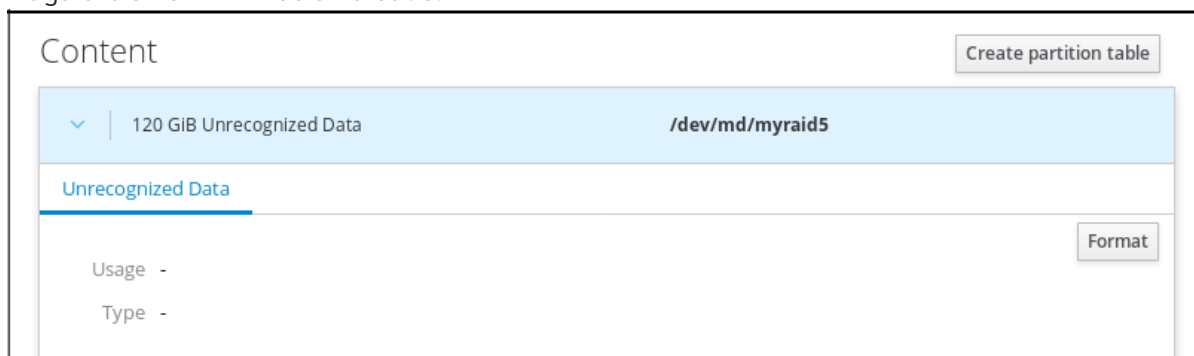 Content
Create partition table
120 GiB Unrecognized Data
/dev/md/myraid5
Unrecognized Data
Format
Usage -
Type -